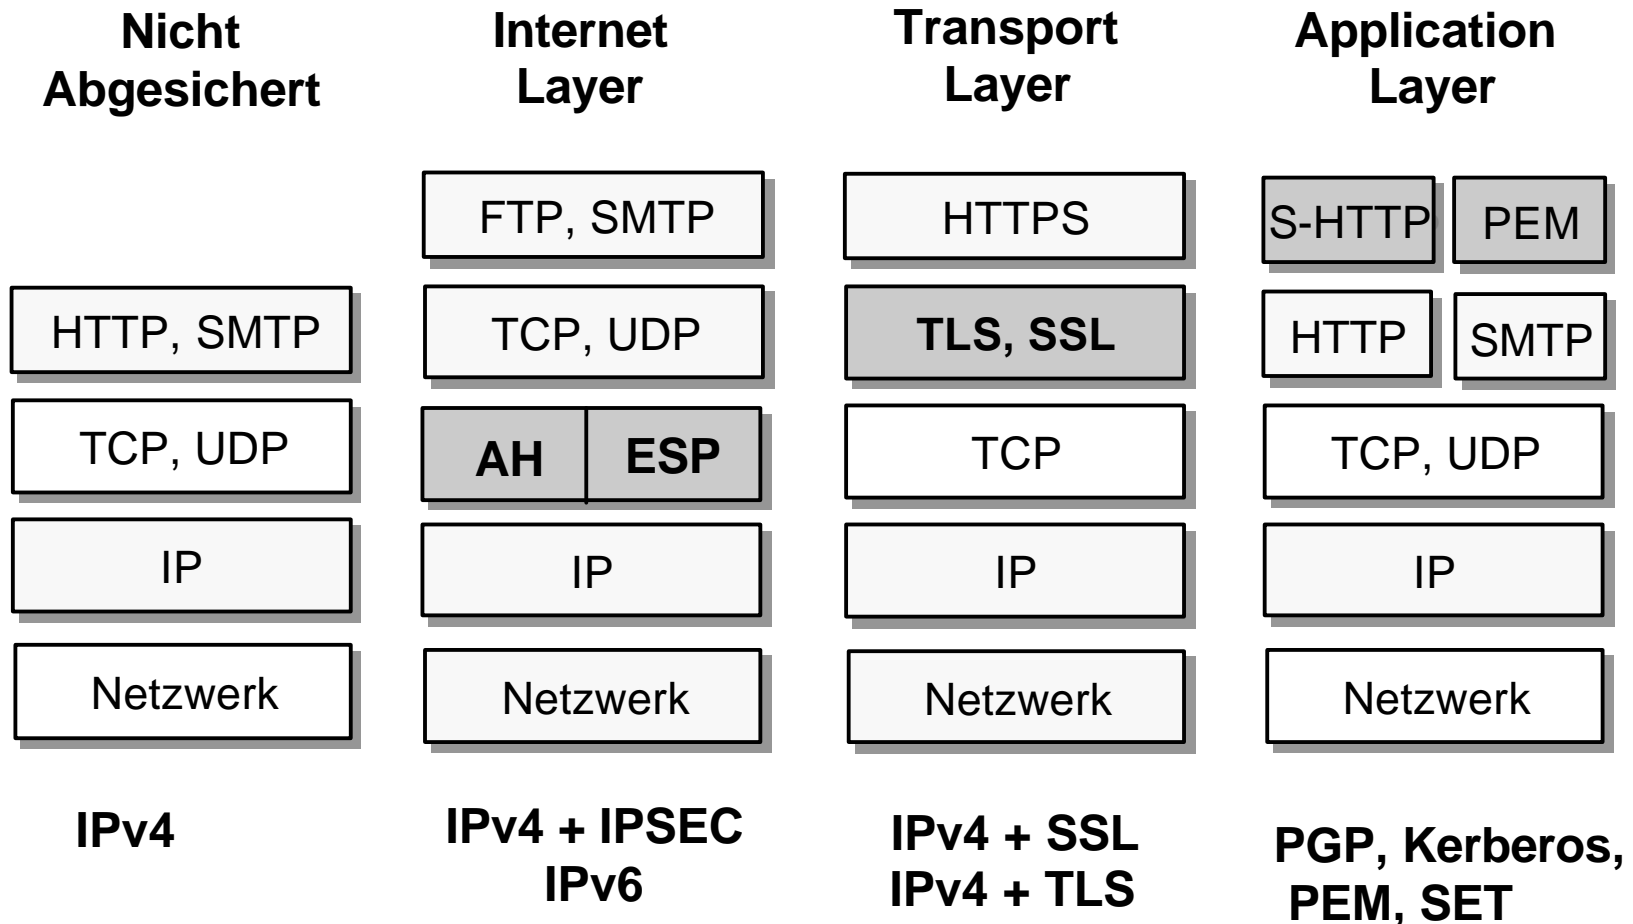 Nicht
Abgesichert
HTTP, SMTP
TCP, UDP
IP
Netzwerk
IPv4
Internet
Layer
FTP, SMTP
TCP, UDP
AH
ESP
IP
Netzwerk
IPv4 + IPSEC
IPv6
Transport
Layer
HTTPS
TLS, SSL
TCP
IP
Netzwerk
IPv4 + SSL
IPv4 + TLS
Application
Layer
S-HTTP
PEM
HTTP
SMTP
TCP, UDP
IP
Netzwerk
PGP, Kerberos,
PEM, SET